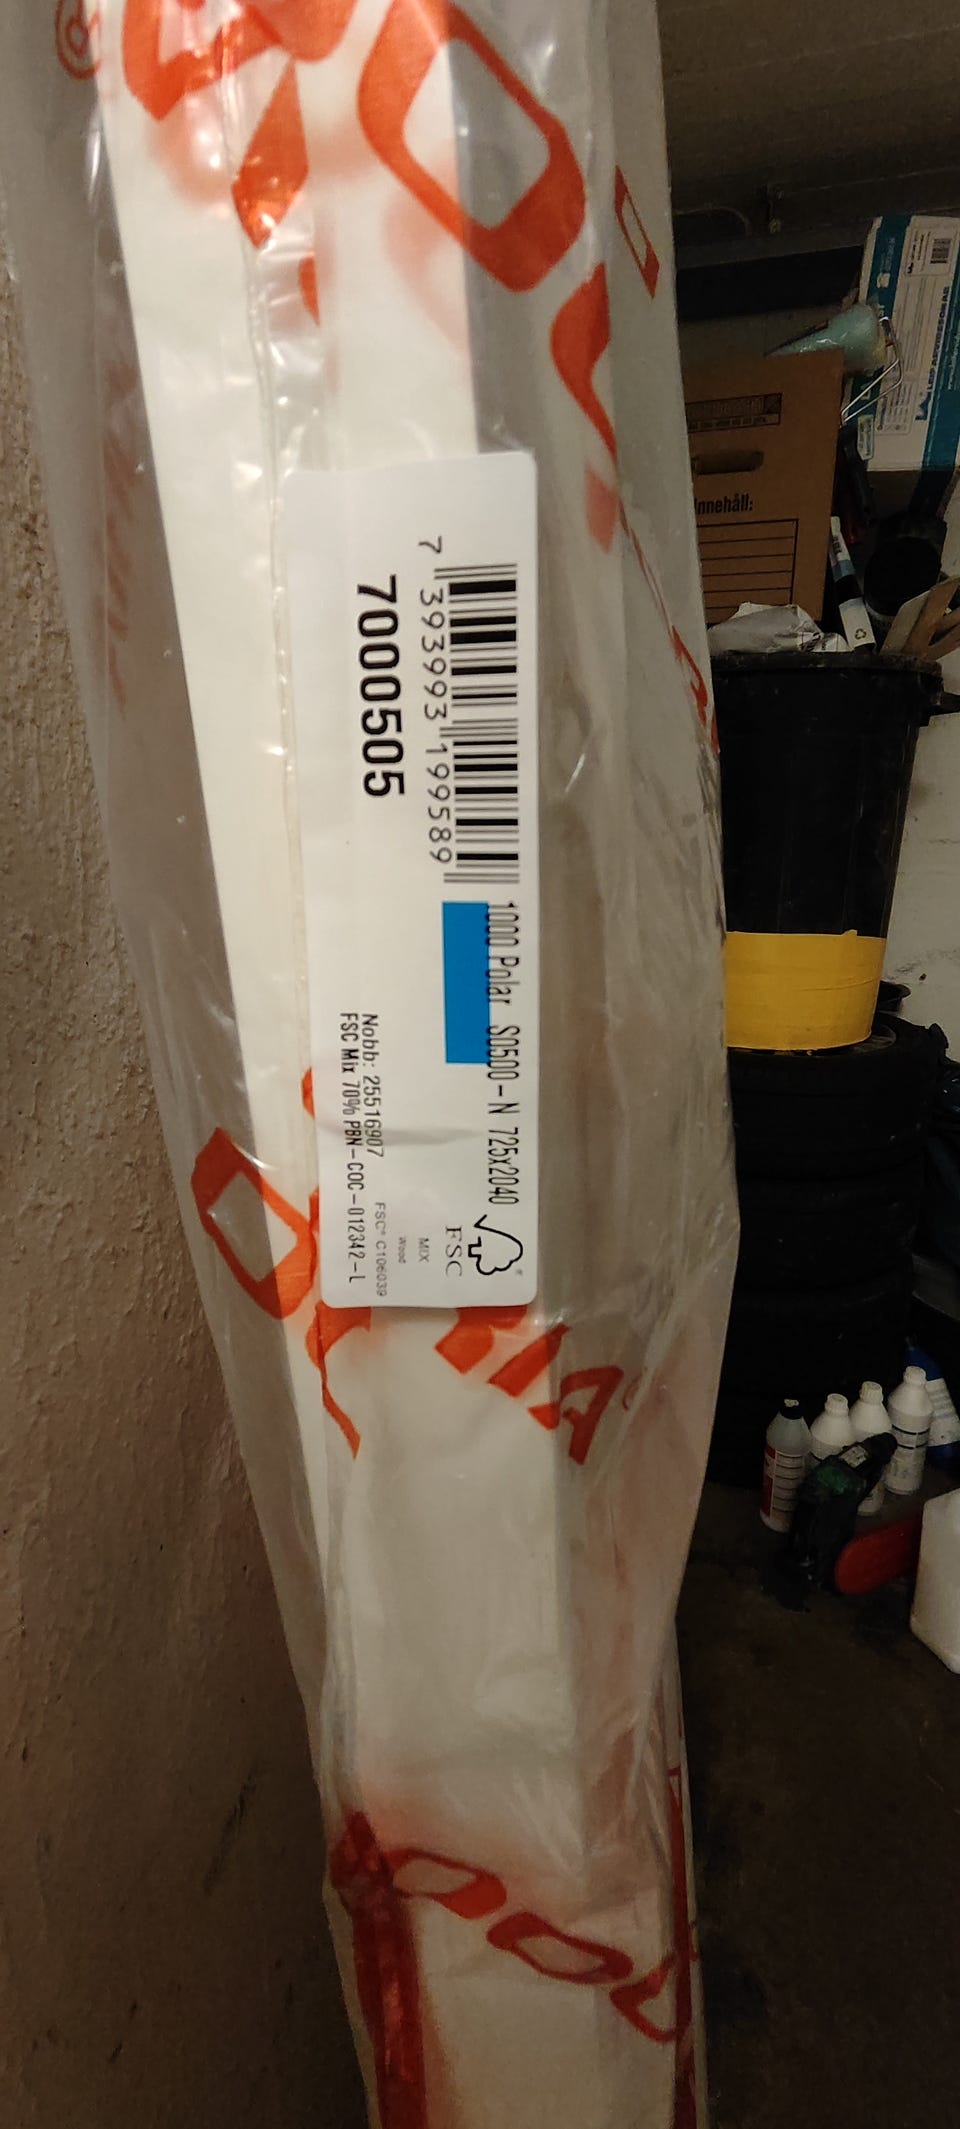 1000 Polar S0500-N 725x2040
7 393993 199589
7000505
FSC
MIX
Wood
FSC® C106039
Nobb: 25516907
FSC Mix 70% PBN-COC-012342-L
Innehåll: